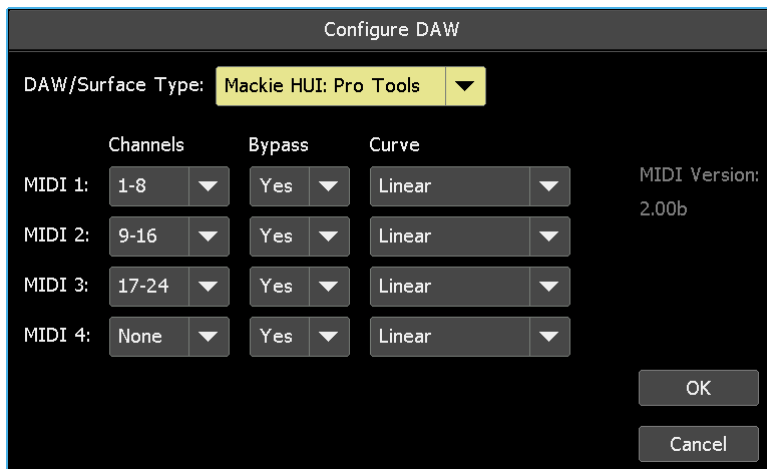 Configure DAW
DAW/Surface Type: Mackie HUI: Pro Tools
Channels Bypass Curve
MIDI 1: 1-8 Yes Linear
MIDI Version:
2.00b
MIDI 2: 9-16 Yes Linear
MIDI 3: 17-24 Yes Linear
MIDI 4: None Yes Linear
OK
Cancel